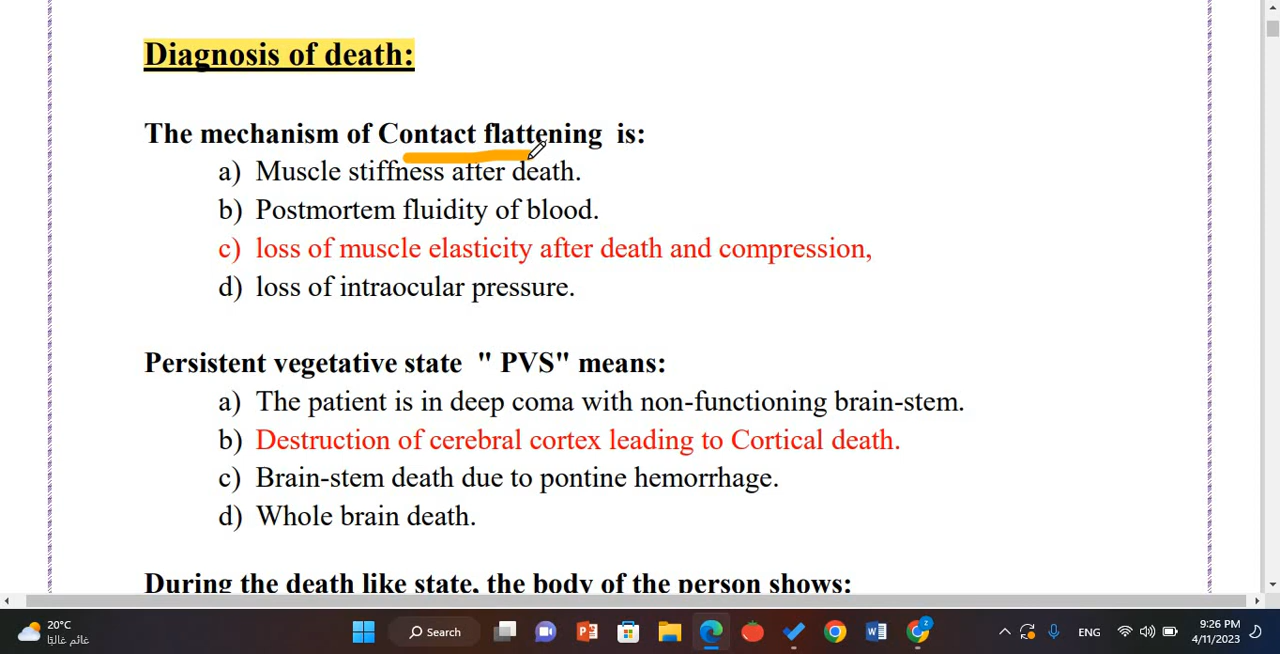 Diagnosis of death:
The mechanism of Contact flattening is:
a) Muscle stiffness after death.
b) Postmortem fluidity of blood.
c) loss of muscle elasticity after death and compression,
d) loss of intraocular pressure.
Persistent vegetative state " PVS" means:
a) The patient is in deep coma with non-functioning brain-stem.
b) Destruction of cerebral cortex leading to Cortical death.
c) Brain-stem death due to pontine hemorrhage.
d) Whole brain death.
During the death like state, the body of the person shows:
20°C
غائم غالبًا
Search
ENG
9:26 PM
4/11/2023